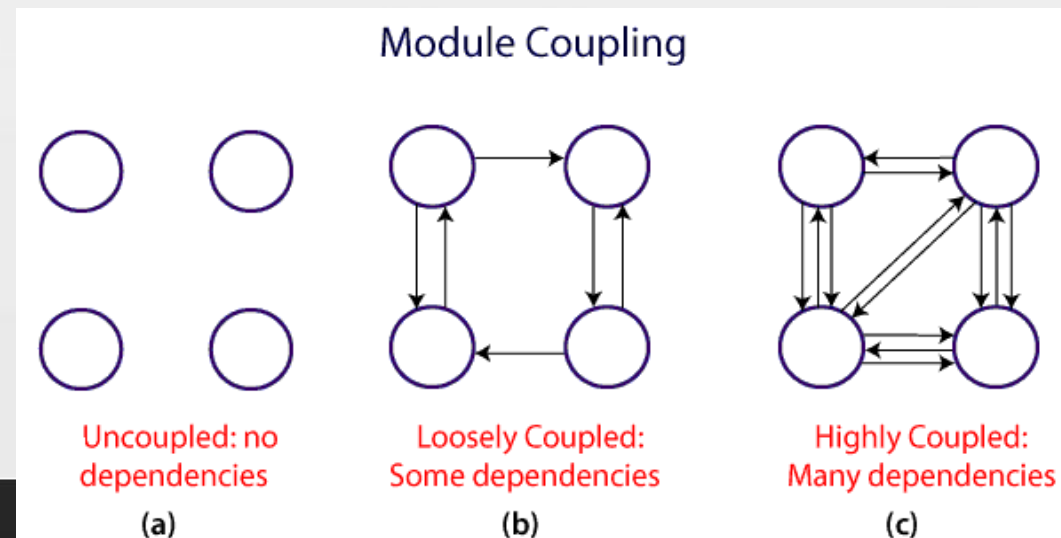 Module Coupling
Uncoupled: no
dependencies
(a)
Loosely Coupled:
Some dependencies
(b)
Highly Coupled:
Many dependencies
(c)